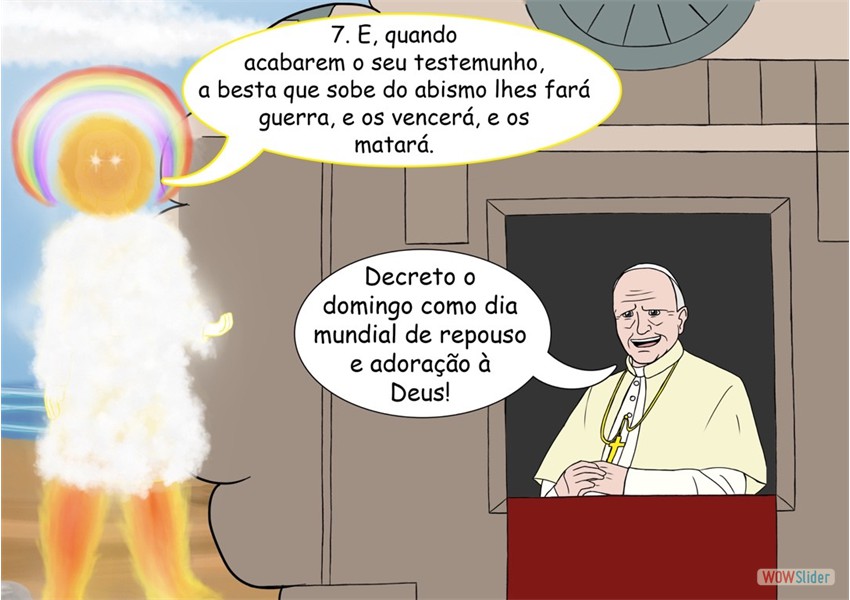 7. E, quando
acabarem o seu testemunho,
a besta que sobe do abismo lhes fará
guerra, e os vencerá, e os
matará.
Decreto o
domingo como dia
mundial de repouso
e adoração à
Deus!
WOWSlider